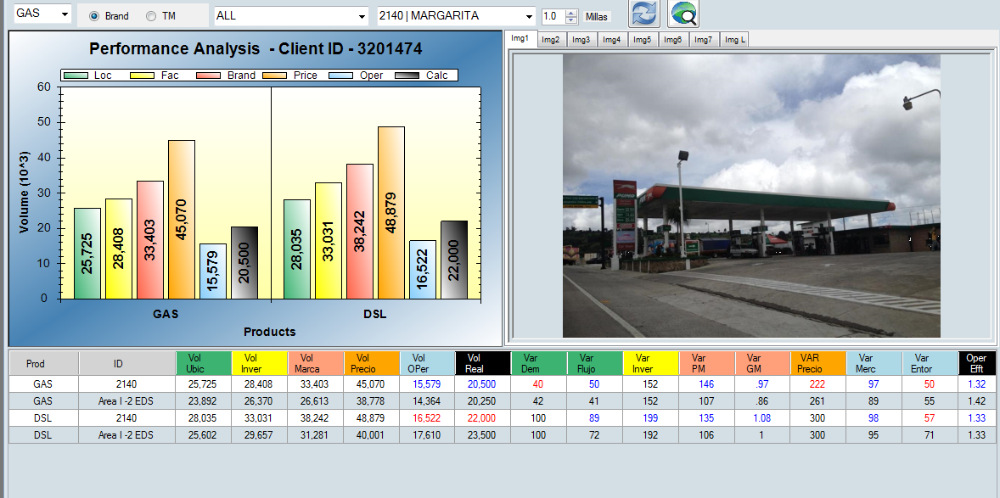 GAS Brand TM ALL 2140 | MARGARITA 1.0 Millas
Img1 Img2 Img3 Img4 Img5 Img6 Img7 Img L
Performance Analysis - Client ID - 3201474
Loc Fac Brand Price Oper Calc
Volume (10^3)
60
50
40
30
20
10
0
25,725 28,408 33,403 45,070 15,579 20,500 28,035 33,031 38,242 48,879 16,522 22,000
GAS DSL
Products
Prod ID Vol Ubic Vol Inver Vol Marca Vol Precio Vol OPer Vol Real Var Dem Var Flujo Var Inver Var PM Var GM VAR Precio Var Merc Var Entor Oper Efft
GAS 2140 25,725 28,408 33,403 45,070 15,579 20,500 40 50 152 146 .97 222 97 50 1.32
GAS Area I -2 EDS 23,892 26,370 26,613 38,778 14,364 20,250 42 41 152 107 .86 261 89 55 1.42
DSL 2140 28,035 33,031 38,242 48,879 16,522 22,000 100 89 199 135 1.08 300 98 57 1.33
DSL Area I -2 EDS 25,602 29,657 31,281 40,001 17,610 23,500 100 72 192 106 1 300 95 71 1.33